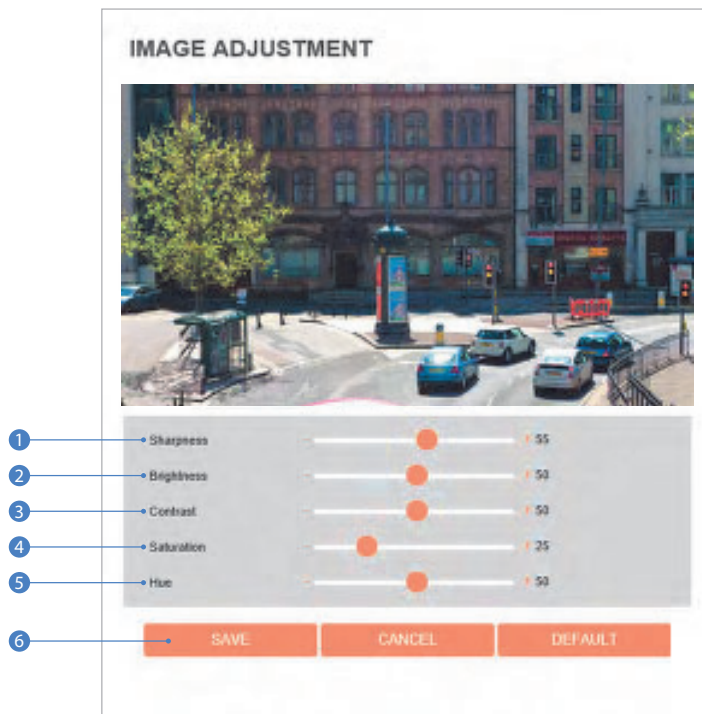 IMAGE ADJUSTMENT
1 Sharpness - + 55
2 Brightness - + 50
3 Contrast - + 50
4 Saturation - + 25
5 Hue - + 50
6 SAVE CANCEL DEFAULT